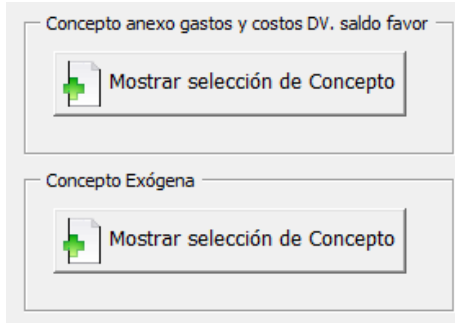 Concepto anexo gastos y costos DV. saldo favor
Mostrar selección de Concepto
Concepto Exógena
Mostrar selección de Concepto